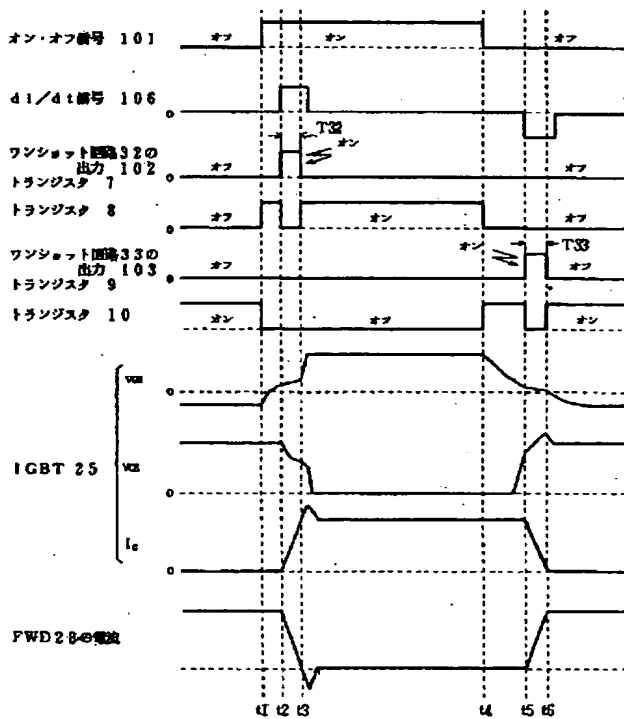 オン・オフ信号 101
オフ オン オフ
di/dt信号 106
0
T32
オン
ワンショット回路32の
出力 102
トランジスタ 7
オフ
0
トランジスタ 8
オフ オン オフ
ワンショット回路33の
出力 103
トランジスタ 9
オフ オン T33 オフ
0
トランジスタ 10
オン オフ オン
IGBT 25
VGE
0
VCE
0
Ic
0
FWD28の電流
t1 t2 t3 t4 t5 t6